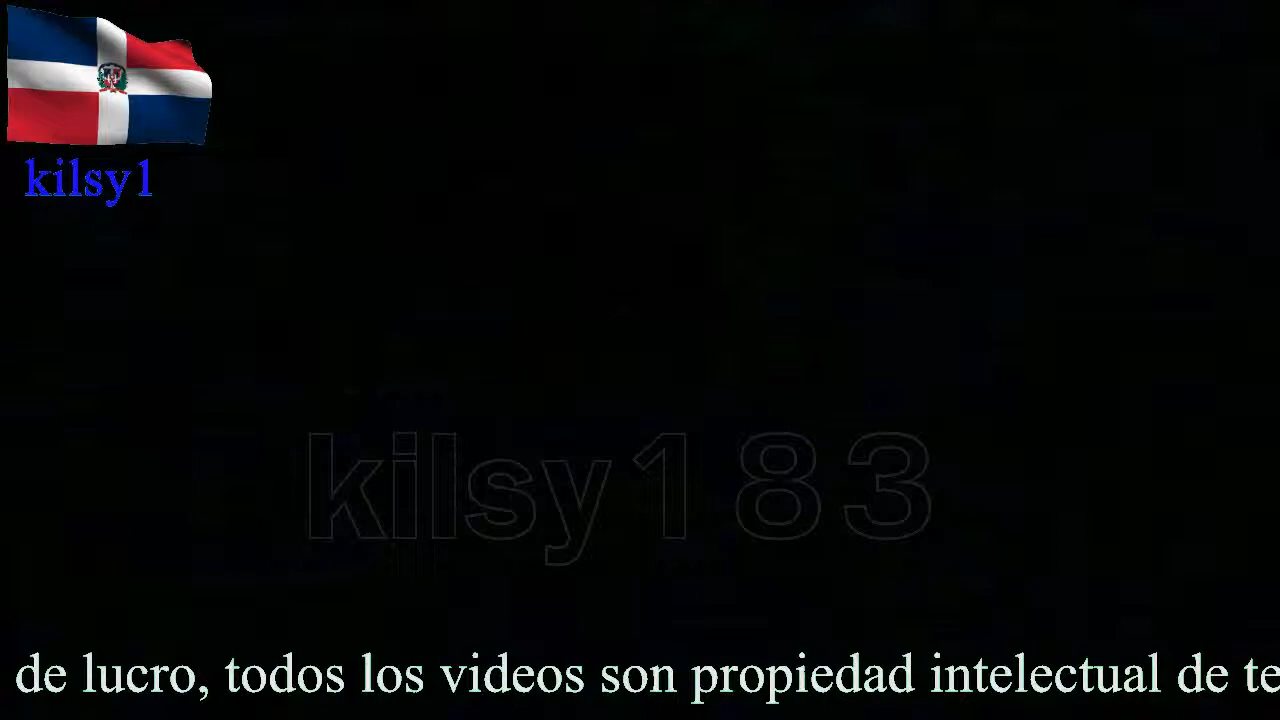 kilsy1
kilsy183
de lucro, todos los videos son propiedad intelectual de te